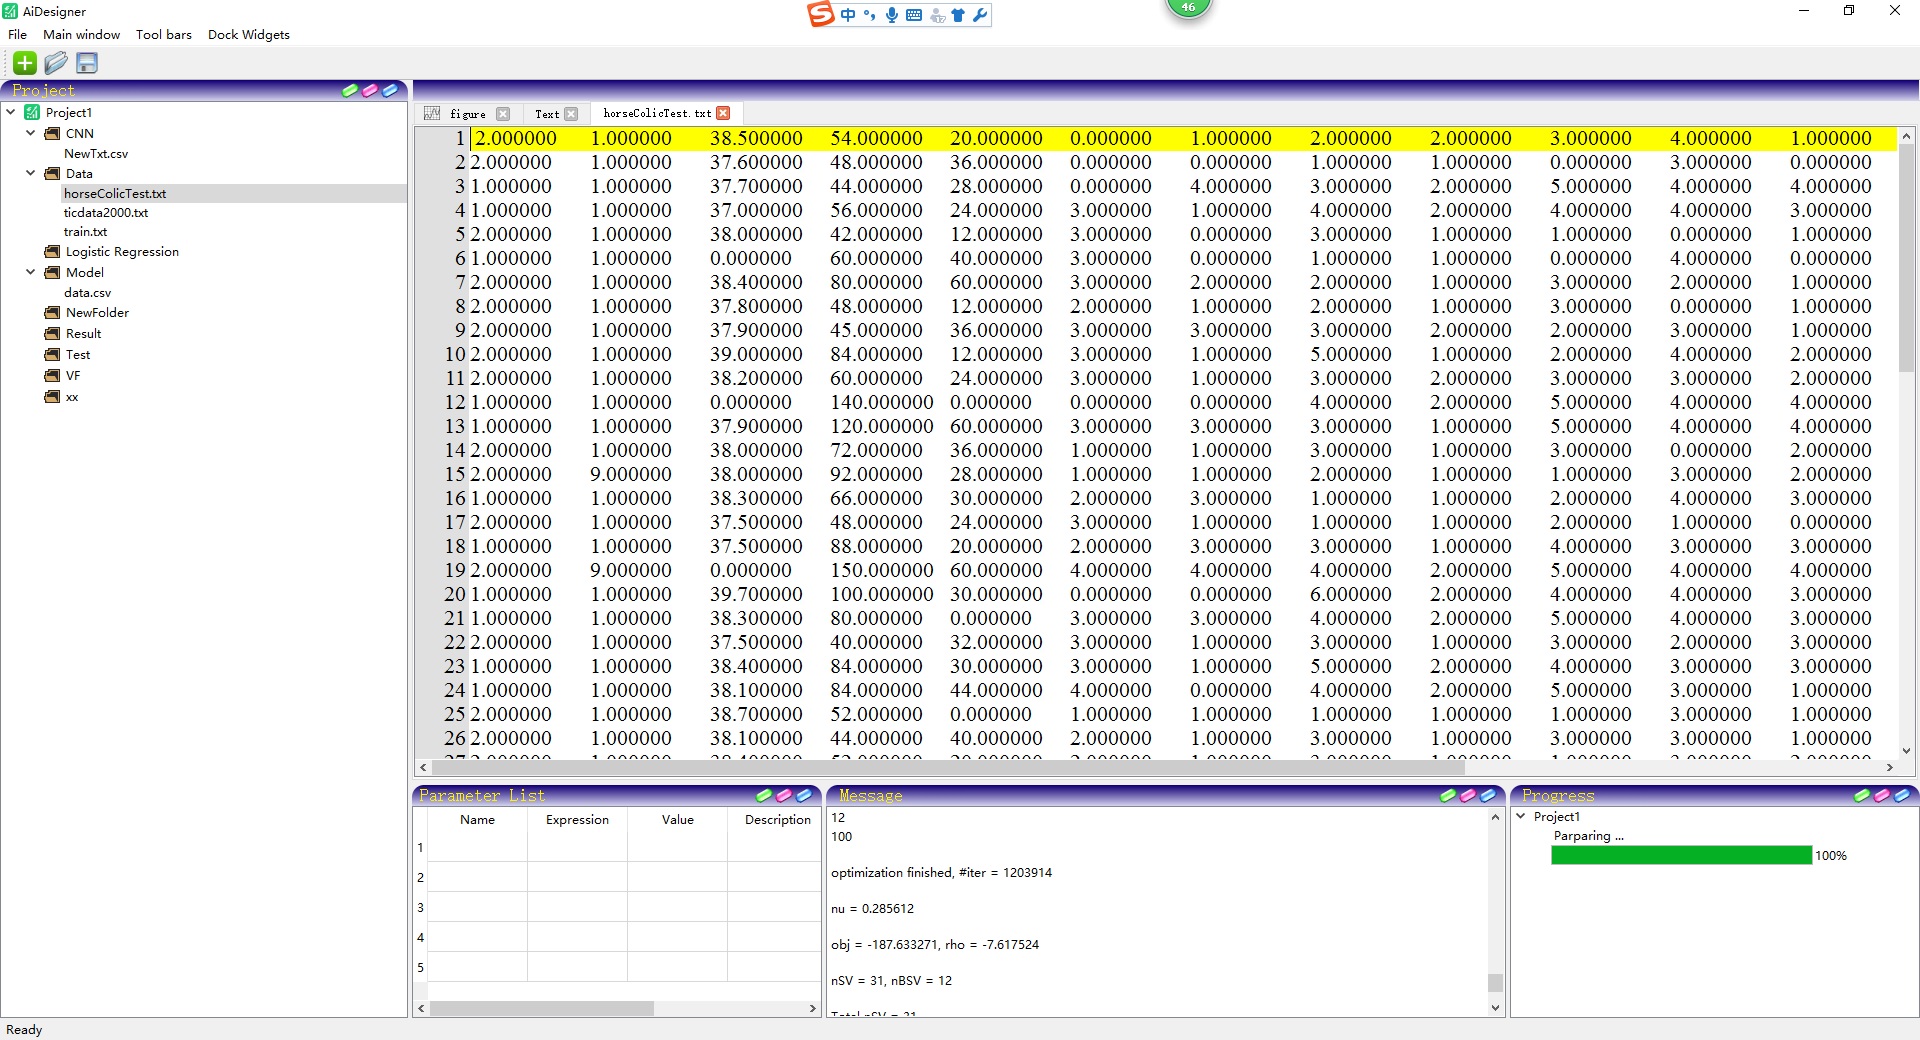 AiDesigner
中
46
File Main window Tool bars Dock Widgets
Project
Project1
CNN
NewTxt.csv
Data
horseColicTest.txt
ticdata2000.txt
train.txt
Logistic Regression
Model
data.csv
NewFolder
Result
Test
VF
xx
figure Text horseColicTest.txt
1 2.000000 1.000000 38.500000 54.000000 20.000000 0.000000 1.000000 2.000000 2.000000 3.000000 4.000000 1.000000
2 2.000000 1.000000 37.600000 48.000000 36.000000 0.000000 0.000000 1.000000 1.000000 0.000000 3.000000 0.000000
3 1.000000 1.000000 37.700000 44.000000 28.000000 0.000000 4.000000 3.000000 2.000000 5.000000 4.000000 4.000000
4 1.000000 1.000000 37.000000 56.000000 24.000000 3.000000 1.000000 4.000000 2.000000 4.000000 4.000000 3.000000
5 2.000000 1.000000 38.000000 42.000000 12.000000 3.000000 0.000000 3.000000 1.000000 1.000000 0.000000 1.000000
6 1.000000 1.000000 0.000000 60.000000 40.000000 3.000000 0.000000 1.000000 1.000000 0.000000 4.000000 0.000000
7 2.000000 1.000000 38.400000 80.000000 60.000000 3.000000 2.000000 2.000000 1.000000 3.000000 2.000000 1.000000
8 2.000000 1.000000 37.800000 48.000000 12.000000 2.000000 1.000000 2.000000 1.000000 3.000000 0.000000 1.000000
9 2.000000 1.000000 37.900000 45.000000 36.000000 3.000000 3.000000 3.000000 2.000000 2.000000 3.000000 1.000000
10 2.000000 1.000000 39.000000 84.000000 12.000000 3.000000 1.000000 5.000000 1.000000 2.000000 4.000000 2.000000
11 2.000000 1.000000 38.200000 60.000000 24.000000 3.000000 1.000000 3.000000 2.000000 3.000000 3.000000 2.000000
12 1.000000 1.000000 0.000000 140.000000 0.000000 0.000000 0.000000 4.000000 2.000000 5.000000 4.000000 4.000000
13 1.000000 1.000000 37.900000 120.000000 60.000000 3.000000 3.000000 3.000000 1.000000 5.000000 4.000000 4.000000
14 2.000000 1.000000 38.000000 72.000000 36.000000 1.000000 1.000000 3.000000 1.000000 3.000000 0.000000 2.000000
15 2.000000 9.000000 38.000000 92.000000 28.000000 1.000000 1.000000 2.000000 1.000000 1.000000 3.000000 2.000000
16 1.000000 1.000000 38.300000 66.000000 30.000000 2.000000 3.000000 1.000000 1.000000 2.000000 4.000000 3.000000
17 2.000000 1.000000 37.500000 48.000000 24.000000 3.000000 1.000000 1.000000 1.000000 2.000000 1.000000 0.000000
18 1.000000 1.000000 37.500000 88.000000 20.000000 2.000000 3.000000 3.000000 1.000000 4.000000 3.000000 3.000000
19 2.000000 9.000000 0.000000 150.000000 60.000000 4.000000 4.000000 4.000000 2.000000 5.000000 4.000000 4.000000
20 1.000000 1.000000 39.700000 100.000000 30.000000 0.000000 0.000000 6.000000 2.000000 4.000000 4.000000 3.000000
21 1.000000 1.000000 38.300000 80.000000 0.000000 3.000000 3.000000 4.000000 2.000000 5.000000 4.000000 3.000000
22 2.000000 1.000000 37.500000 40.000000 32.000000 3.000000 1.000000 3.000000 1.000000 3.000000 2.000000 3.000000
23 1.000000 1.000000 38.400000 84.000000 30.000000 3.000000 1.000000 5.000000 2.000000 4.000000 3.000000 3.000000
24 1.000000 1.000000 38.100000 84.000000 44.000000 4.000000 0.000000 4.000000 2.000000 5.000000 3.000000 1.000000
25 2.000000 1.000000 38.700000 52.000000 0.000000 1.000000 1.000000 1.000000 1.000000 1.000000 3.000000 1.000000
26 2.000000 1.000000 38.100000 44.000000 40.000000 2.000000 1.000000 3.000000 1.000000 3.000000 3.000000 1.000000
Parameter List
Name Expression Value Description
1
2
3
4
5
Message
12
100
optimization finished, #iter = 1203914
nu = 0.285612
obj = -187.633271, rho = -7.617524
nSV = 31, nBSV = 12
Total nSV = 31
Progress
Project1
Parparing ...
100%
Ready